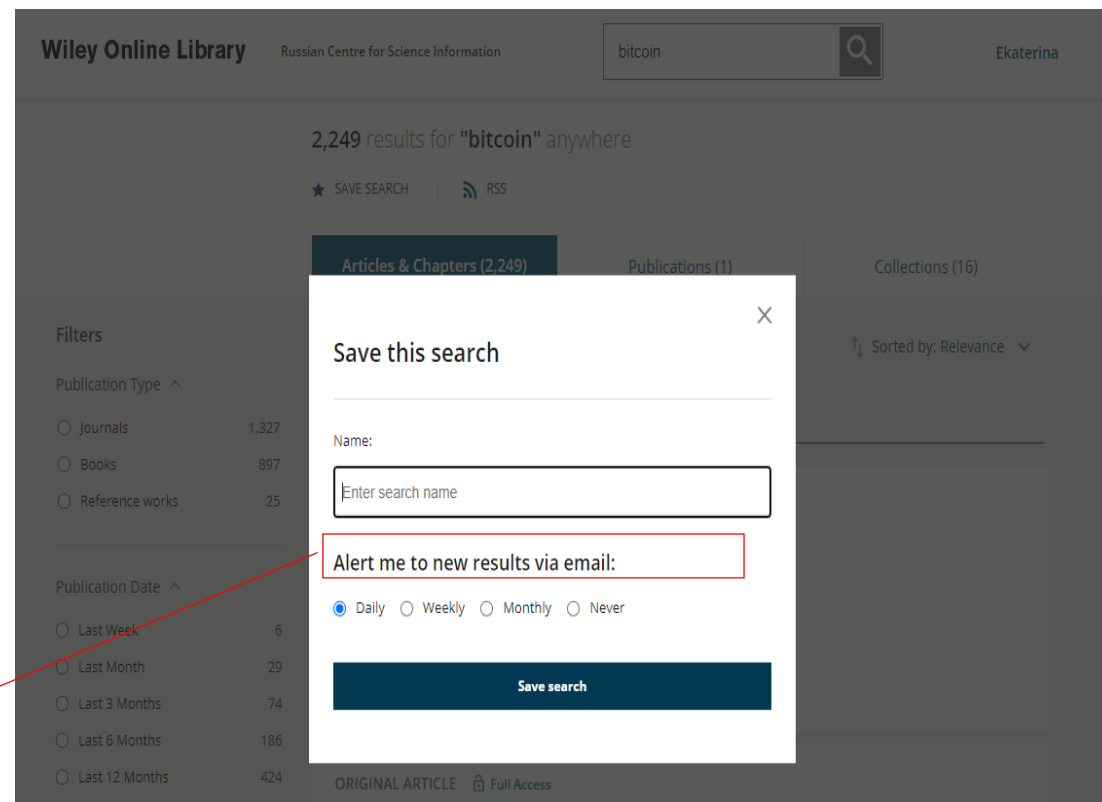 Wiley Online Library Russian Centre for Science Information bitcoin Ekaterina
2,249 results for "bitcoin" anywhere
SAVE SEARCH RSS
Articles & Chapters (2,249) Publications (1) Collections (16)
Filters
Sorted by: Relevance
Publication Type
Journals 1,327
Books 897
Reference works 25
Publication Date
Last Week 6
Last Month 29
Last 3 Months 74
Last 6 Months 186
Last 12 Months 424
Save this search
Name:
Enter search name
Alert me to new results via email:
Daily Weekly Monthly Never
Save search
ORIGINAL ARTICLE Full Access